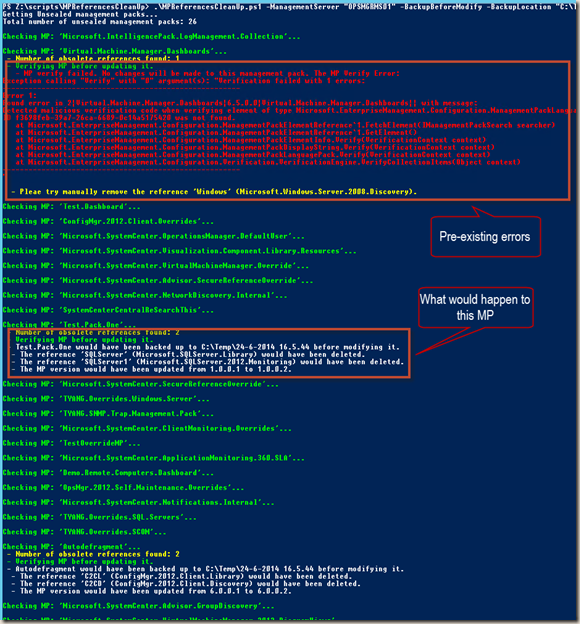 PS Z:\scripts\MPReferencesCleanUp> .\MPReferencesCleanUp.ps1 -ManagementServer "OPSMGRMS01" -BackupBeforeModify -BackupLocation "C:\
Getting Unsealed management packs...
Total number of unsealed management packs: 26
Checking MP: 'Microsoft.IntelligencePack.LogManagement.Collection'...
Checking MP: 'Virtual.Machine.Manager.Dashboards'...
- Number of obsolete references found: 1
- Verifying MP before updating it.
- MP verify failed. No changes will be made to this management pack. The MP Verify Error:
Exception calling "Verify" with "0" argument(s): "Verification failed with 1 errors:
Error 1:
Found error in 2|Virtual.Machine.Manager.Dashboards|6.5.0.0|Virtual.Machine.Manager.Dashboards|| with message:
Detected malicious verification code when verifying element of type Microsoft.EnterpriseManagement.Configuration.ManagementPackLangu
was not found.
at Microsoft.EnterpriseManagement.Configuration.ManagementPackElementReference`1.FetchElement(IManagementPackSearch searcher)
at Microsoft.EnterpriseManagement.Configuration.ManagementPackElementReference`1.GetElement()
at Microsoft.EnterpriseManagement.Configuration.ManagementPackElementInfo.Verify(VerificationContext context)
at Microsoft.EnterpriseManagement.Configuration.ManagementPackDisplayString.Verify(VerificationContext context)
at Microsoft.EnterpriseManagement.Configuration.ManagementPackLanguagePack.Verify(VerificationContext context)
at Microsoft.EnterpriseManagement.Configuration.Verification.VerificationEngine.VerifyCollectionItems(Object context)
- Pleae try manually remove the reference 'Windows' (Microsoft.Windows.Server.2008.Discovery).
Checking MP: 'Test.Dashboard'...
Checking MP: 'ConfigMgr.2012.Client.Overrides'...
Checking MP: 'Microsoft.SystemCenter.OperationsManager.DefaultUser'...
Checking MP: 'Microsoft.SystemCenter.Visualization.Component.Library.Resources'...
Checking MP: 'Microsoft.SystemCenter.VirtualMachineManager.Override'...
Checking MP: 'Microsoft.SystemCenter.Advisor.SecureReferenceOverride'...
Checking MP: 'Microsoft.SystemCenter.NetworkDiscovery.Internal'...
Checking MP: 'SystemCenterCentralBeSearchThis'...
Pre-existing errors
What would happen to
this MP
Checking MP: 'Test.Pack.One'...
- Number of obsolete references found: 2
- Verifying MP before updating it.
- Test.Pack.One would have been backed up to C:\Temp\24-6-2014 16.5.44 before modifying it.
- The reference 'SQLServer' (Microsoft.SQLServer.Library) would have been deleted.
- The reference 'SQLServer1' (Microsoft.SQLServer.2012.Monitoring) would have been deleted.
- The MP version would have been updated from 1.0.0.1 to 1.0.0.2.
Checking MP: 'Microsoft.SystemCenter.SecureReferenceOverride'...
Checking MP: 'TYANG.Overrides.Windows.Server'...
Checking MP: 'TYANG.SNMP.Trap.Management.Pack'...
Checking MP: 'Microsoft.SystemCenter.ClientMonitoring.Overrides'...
Checking MP: 'TestOverrideMP'...
Checking MP: 'Microsoft.SystemCenter.ApplicationMonitoring.360.SLA'...
Checking MP: 'Demo.Remote.Computers.Dashboard'...
Checking MP: 'OpsMgr.2012.Self.Maintenance.Overrides'...
Checking MP: 'Microsoft.SystemCenter.Notifications.Internal'...
Checking MP: 'TYANG.Overrides.SQL.Servers'...
Checking MP: 'TYANG.Overrides.SCOM'...
Checking MP: 'Autodefragment'...
- Number of obsolete references found: 2
- Verifying MP before updating it.
- Autodefragment would have been backed up to C:\Temp\24-6-2014 16.5.44 before modifying it.
- The reference 'C2CL' (ConfigMgr.2012.Client.Library) would have been deleted.
- The reference 'C2CD' (ConfigMgr.2012.Client.Discovery) would have been deleted.
- The MP version would have been updated from 6.0.0.1 to 6.0.0.2.
Checking MP: 'Microsoft.SystemCenter.Advisor.GroupDiscovery'...